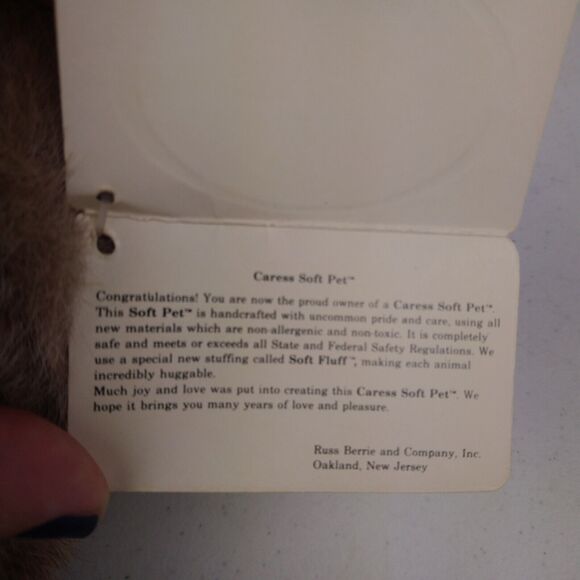 Caress Soft Pet™
Congratulations! You are now the proud owner of a Caress Soft Pet™.
This Soft Pet™ is handcrafted with uncommon pride and care, using all
new materials which are non-allergenic and non-toxic. It is completely
safe and meets or exceeds all State and Federal Safety Regulations. We
use a special new stuffing called Soft Fluff™, making each animal
incredibly huggable.
Much joy and love was put into creating this Caress Soft Pet™. We
hope it brings you many years of love and pleasure.
Russ Berrie and Company, Inc.
Oakland, New Jersey